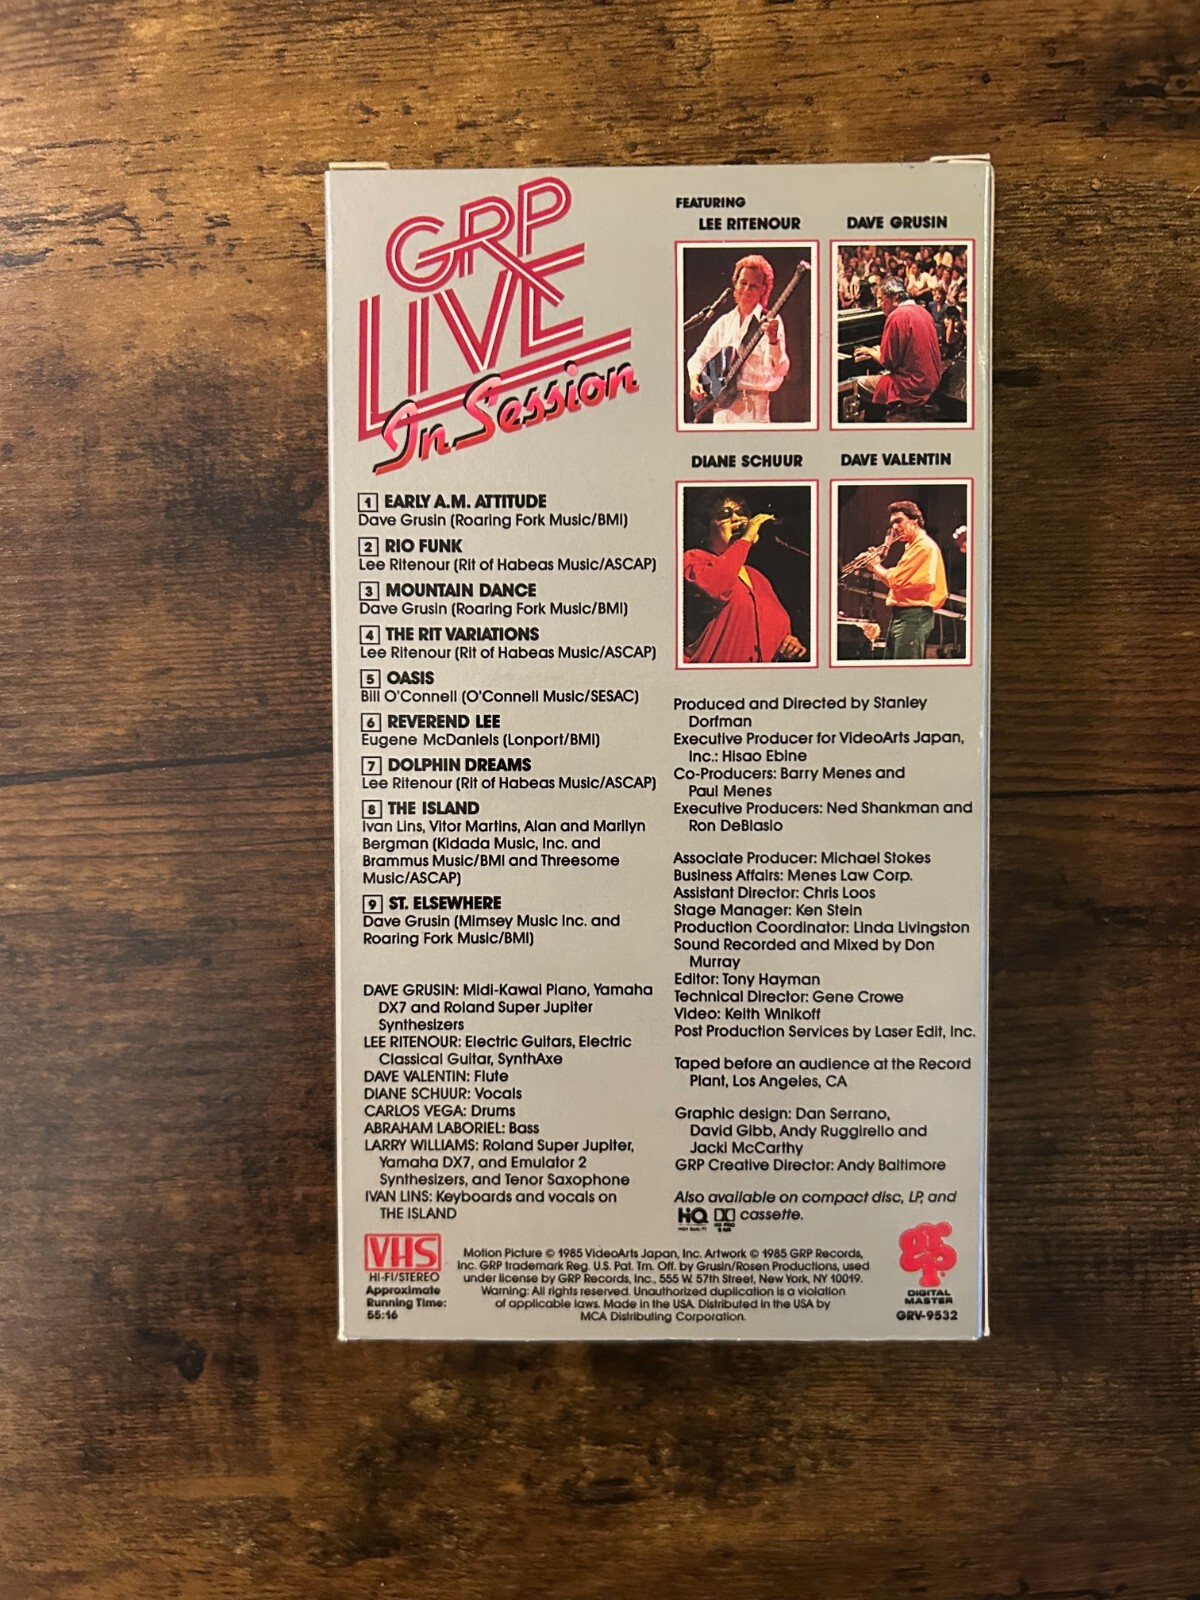 GRP
LIVE
In Session
FEATURING
LEE RITENOUR
DAVE GRUSIN
DIANE SCHUUR
DAVE VALENTIN
1 EARLY A.M. ATTITUDE
Dave Grusin (Roaring Fork Music/BMI)
2 RIO FUNK
Lee Ritenour (Rit of Habeas Music/ASCAP)
3 MOUNTAIN DANCE
Dave Grusin (Roaring Fork Music/BMI)
4 THE RIT VARIATIONS
Lee Ritenour (Rit of Habeas Music/ASCAP)
5 OASIS
Bill O'Connell (O'Connell Music/SESAC)
6 REVEREND LEE
Eugene McDaniels (Lonport/BMI)
7 DOLPHIN DREAMS
Lee Ritenour (Rit of Habeas Music/ASCAP)
8 THE ISLAND
Ivan Lins, Vitor Martins, Alan and Marilyn
Bergman (Kidada Music, Inc. and
Brammus Music/BMI and Threesome
Music/ASCAP)
9 ST. ELSEWHERE
Dave Grusin (Mimsey Music Inc. and
Roaring Fork Music/BMI)
DAVE GRUSIN: Midi-Kawai Piano, Yamaha
DX7 and Roland Super Jupiter
Synthesizers
LEE RITENOUR: Electric Guitars, Electric
Classical Guitar, SynthAxe
DAVE VALENTIN: Flute
DIANE SCHUUR: Vocals
CARLOS VEGA: Drums
ABRAHAM LABORIEL: Bass
LARRY WILLIAMS: Roland Super Jupiter,
Yamaha DX7, and Emulator 2
Synthesizers, and Tenor Saxophone
IVAN LINS: Keyboards and vocals on
THE ISLAND
Produced and Directed by Stanley
Dorfman
Executive Producer for VideoArts Japan,
Inc.: Hisao Ebine
Co-Producers: Barry Menes and
Paul Menes
Executive Producers: Ned Shankman and
Ron DeBlasio
Associate Producer: Michael Stokes
Business Affairs: Menes Law Corp.
Assistant Director: Chris Loos
Stage Manager: Ken Stein
Production Coordinator: Linda Livingston
Sound Recorded and Mixed by Don
Murray
Editor: Tony Hayman
Technical Director: Gene Crowe
Video: Keith Winikoff
Post Production Services by Laser Edit, Inc.
Taped before an audience at the Record
Plant, Los Angeles, CA
Graphic design: Dan Serrano,
David Gibb, Andy Ruggirello and
Jacki McCarthy
GRP Creative Director: Andy Baltimore
Also available on compact disc, LP, and
HQ cassette.
VHS
HI-FI/STEREO
Approximate
Running Time:
55:16
Motion Picture © 1985 VideoArts Japan, Inc. Artwork © 1985 GRP Records,
Inc. GRP trademark Reg. U.S. Pat. Tm. Off. by Grusin/Rosen Productions, used
under license by GRP Records, Inc., 555 W. 57th Street, New York, NY 10019.
Warning: All rights reserved. Unauthorized duplication is a violation
of applicable laws. Made in the USA. Distributed in the USA by
MCA Distributing Corporation.
grp
DIGITAL
MASTER
GRV-9532